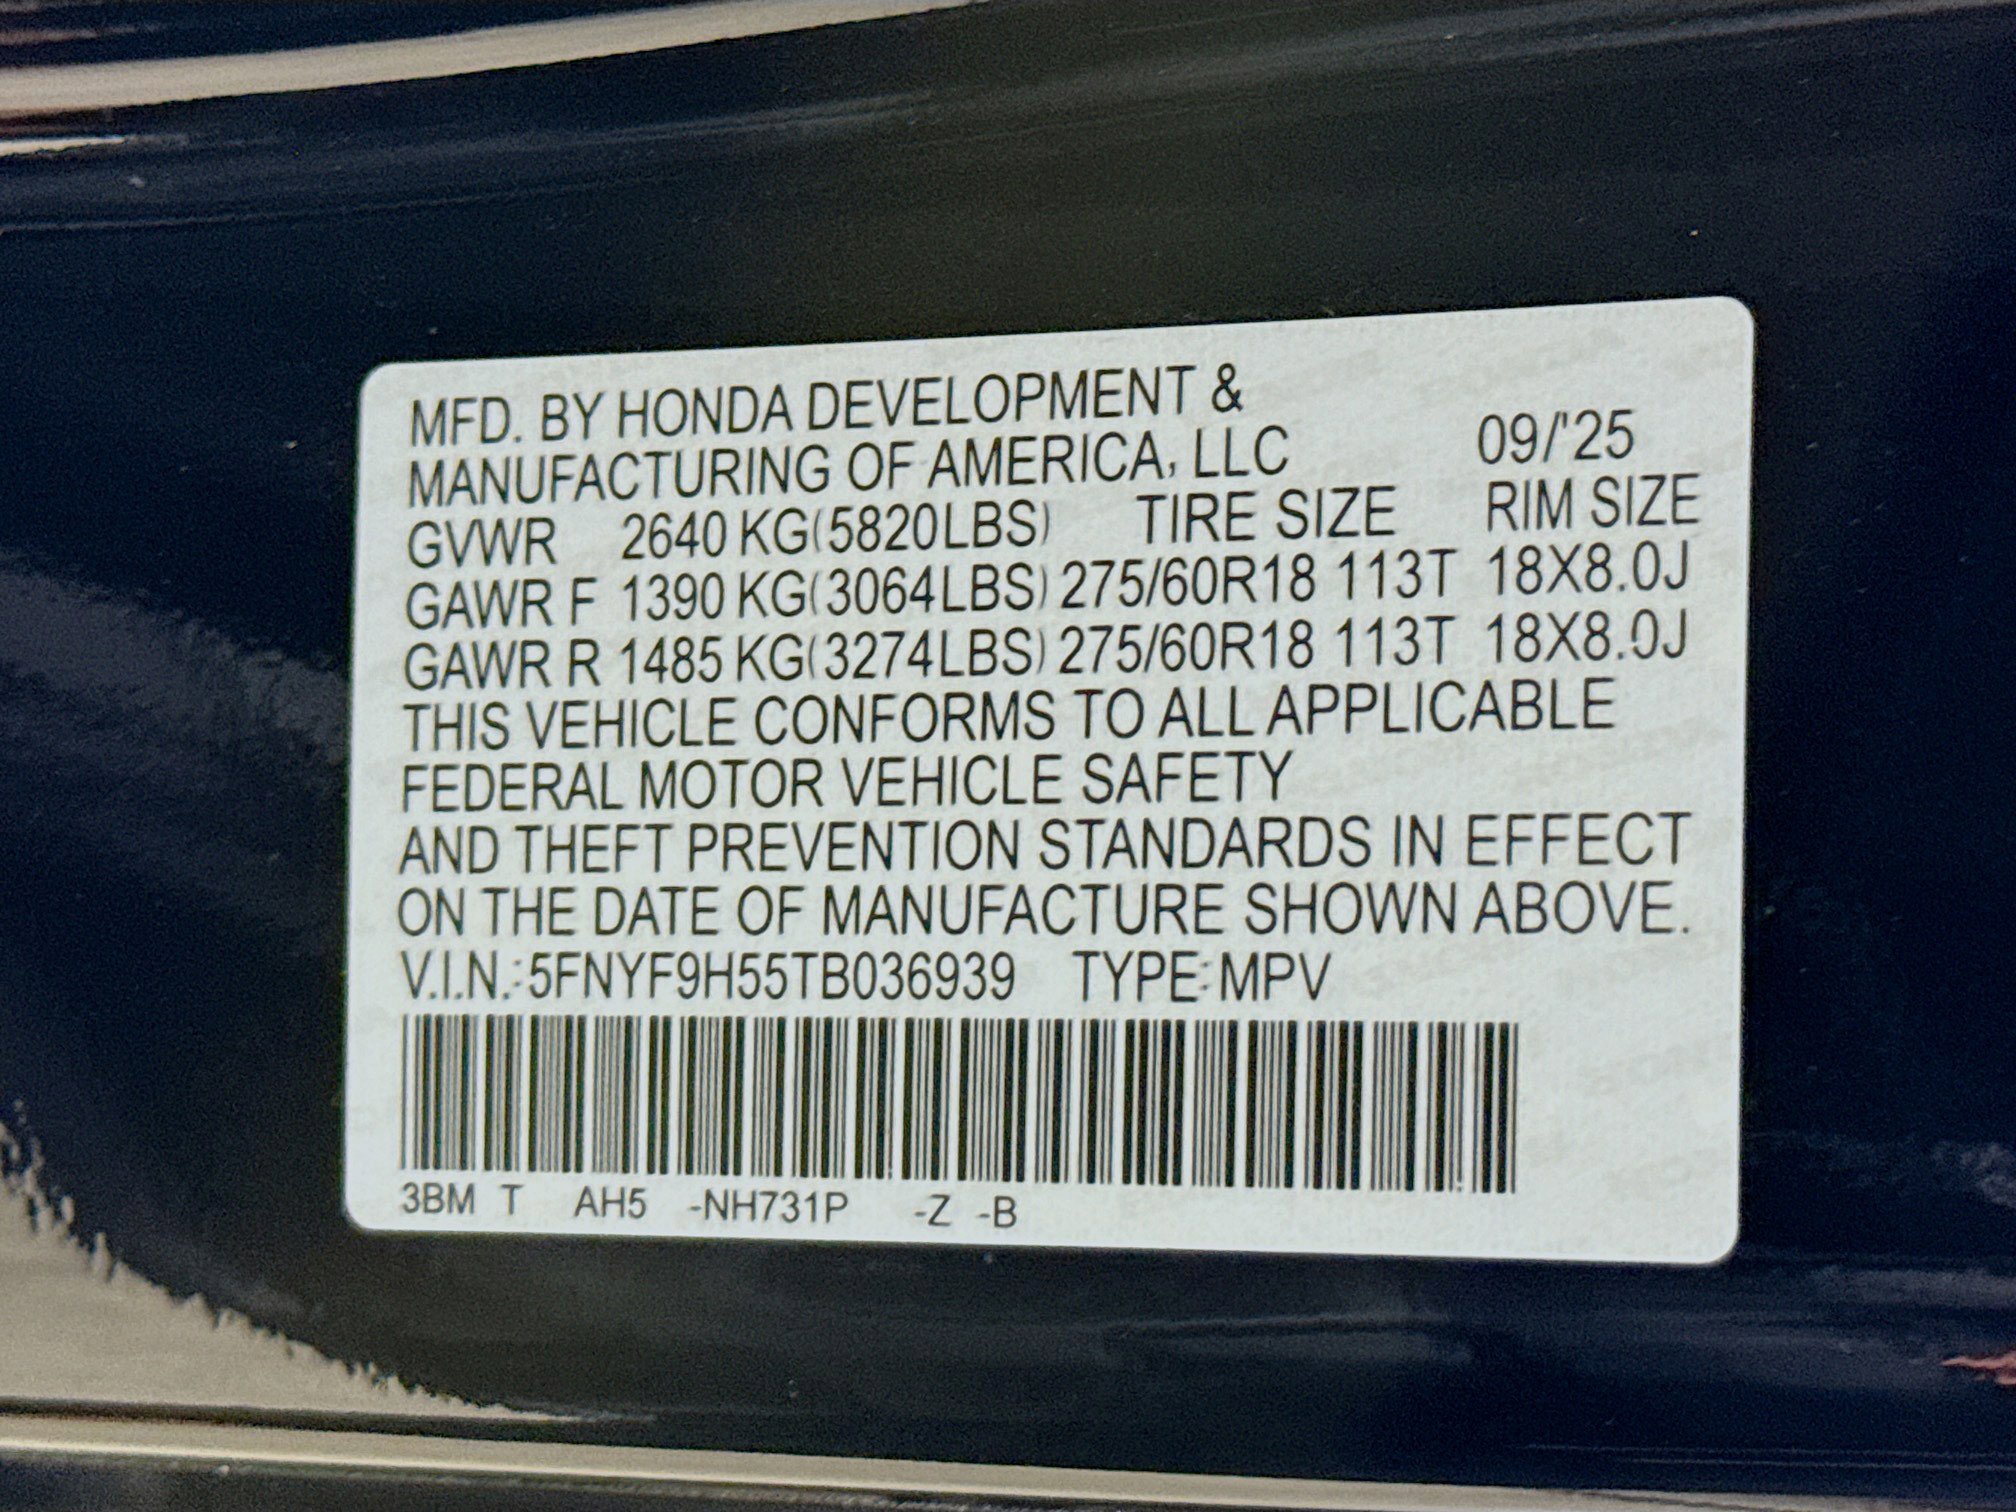 MFD. BY HONDA DEVELOPMENT &
MANUFACTURING OF AMERICA, LLC 09/'25
GVWR 2640 KG(5820LBS) TIRE SIZE RIM SIZE
GAWR F 1390 KG(3064LBS) 275/60R18 113T 18X8.0J
GAWR R 1485 KG(3274LBS) 275/60R18 113T 18X8.0J
THIS VEHICLE CONFORMS TO ALL APPLICABLE
FEDERAL MOTOR VEHICLE SAFETY
AND THEFT PREVENTION STANDARDS IN EFFECT
ON THE DATE OF MANUFACTURE SHOWN ABOVE.
V.I.N.:5FNYF9H55TB036939 TYPE:MPV
3BM T AH5 -NH731P -Z -B